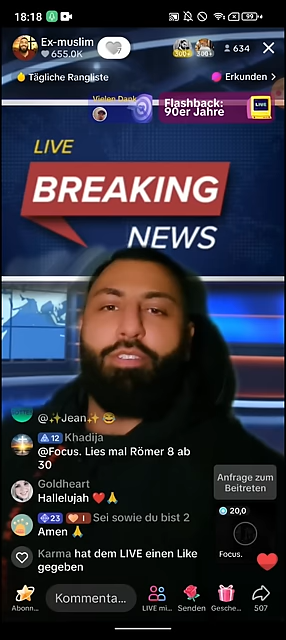 18:18
99+
Ex-muslim
655.0K
300+
300+
634
Tägliche Rangliste
Erkunden >
Vielen Dank
Flashback:
90er Jahre
LIVE
LIVE
BREAKING
NEWS
@✨Jean✨😂
12 Khadija
@Focus. Lies mal Römer 8 ab
30
Goldheart
Hallelujah ❤️🙏
23 I Sei sowie du bist 2
Amen 🙏
Karma hat dem LIVE einen Like
gegeben
Anfrage zum
Beitreten
20,0
Focus.
Abonn...
Kommenta...
LIVE mi...
Senden
Gesche...
507